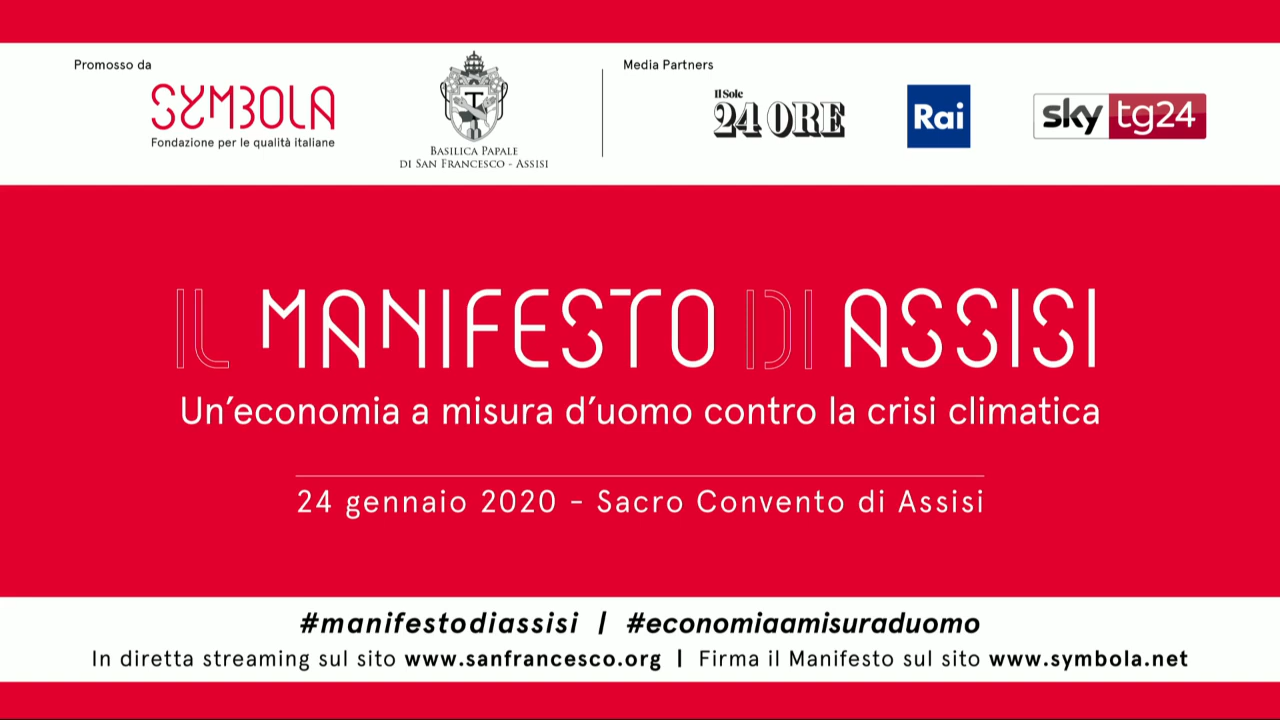 Promosso da
SYMBOLA
Fondazione per le qualità italiane
BASILICA PAPALE
DI SAN FRANCESCO - ASSISI
Media Partners
Il Sole
24 ORE
Rai
sky tg24
IL MANIFESTO DI ASSISI
Un'economia a misura d'uomo contro la crisi climatica
24 gennaio 2020 - Sacro Convento di Assisi
#manifestodiassisi | #economiaamisuraduomo
In diretta streaming sul sito www.sanfrancesco.org | Firma il Manifesto sul sito www.symbola.net